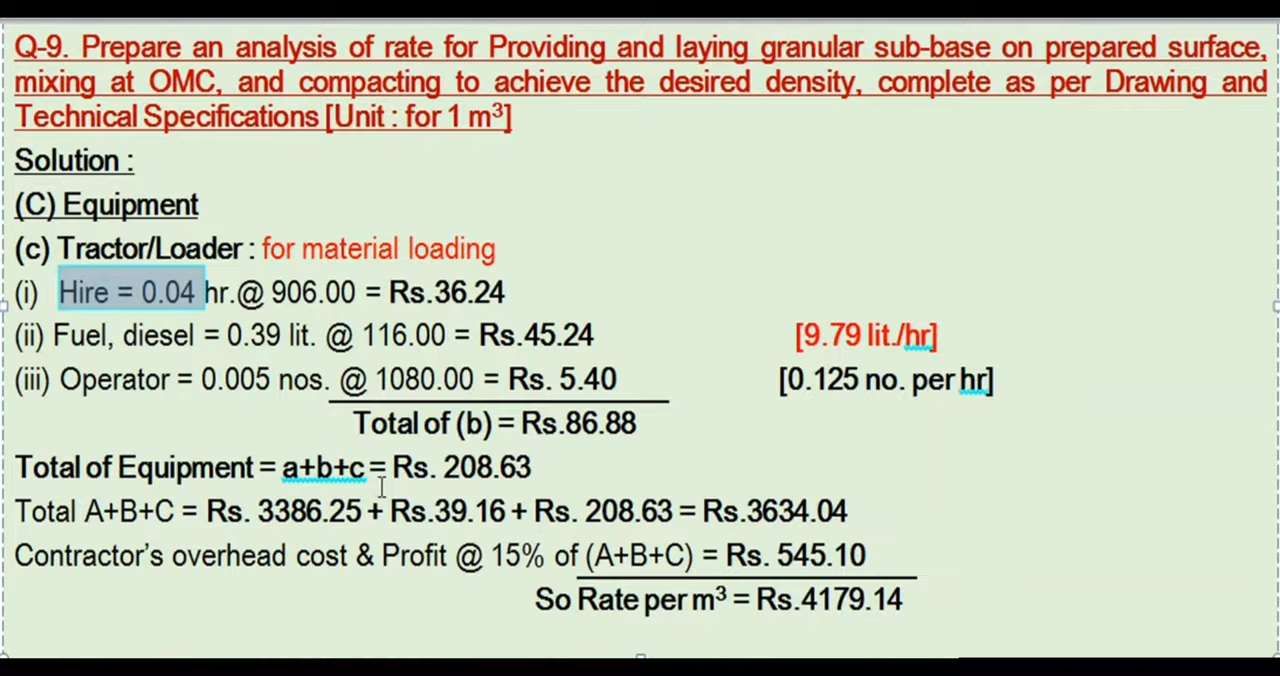 Q-9. Prepare an analysis of rate for Providing and laying granular sub-base on prepared surface,
mixing at OMC, and compacting to achieve the desired density, complete as per Drawing and
Technical Specifications [Unit : for 1 m³]
Solution :
(C) Equipment
(c) Tractor/Loader : for material loading
(i) Hire = 0.04 hr.@ 906.00 = Rs.36.24
(ii) Fuel, diesel = 0.39 lit. @ 116.00 = Rs.45.24 [9.79 lit./hr]
(iii) Operator = 0.005 nos. @ 1080.00 = Rs. 5.40 [0.125 no. per hr]
Total of (b) = Rs.86.88
Total of Equipment = a+b+c = Rs. 208.63
Total A+B+C = Rs. 3386.25 + Rs.39.16 + Rs. 208.63 = Rs.3634.04
Contractor's overhead cost & Profit @ 15% of (A+B+C) = Rs. 545.10
So Rate per m³ = Rs.4179.14